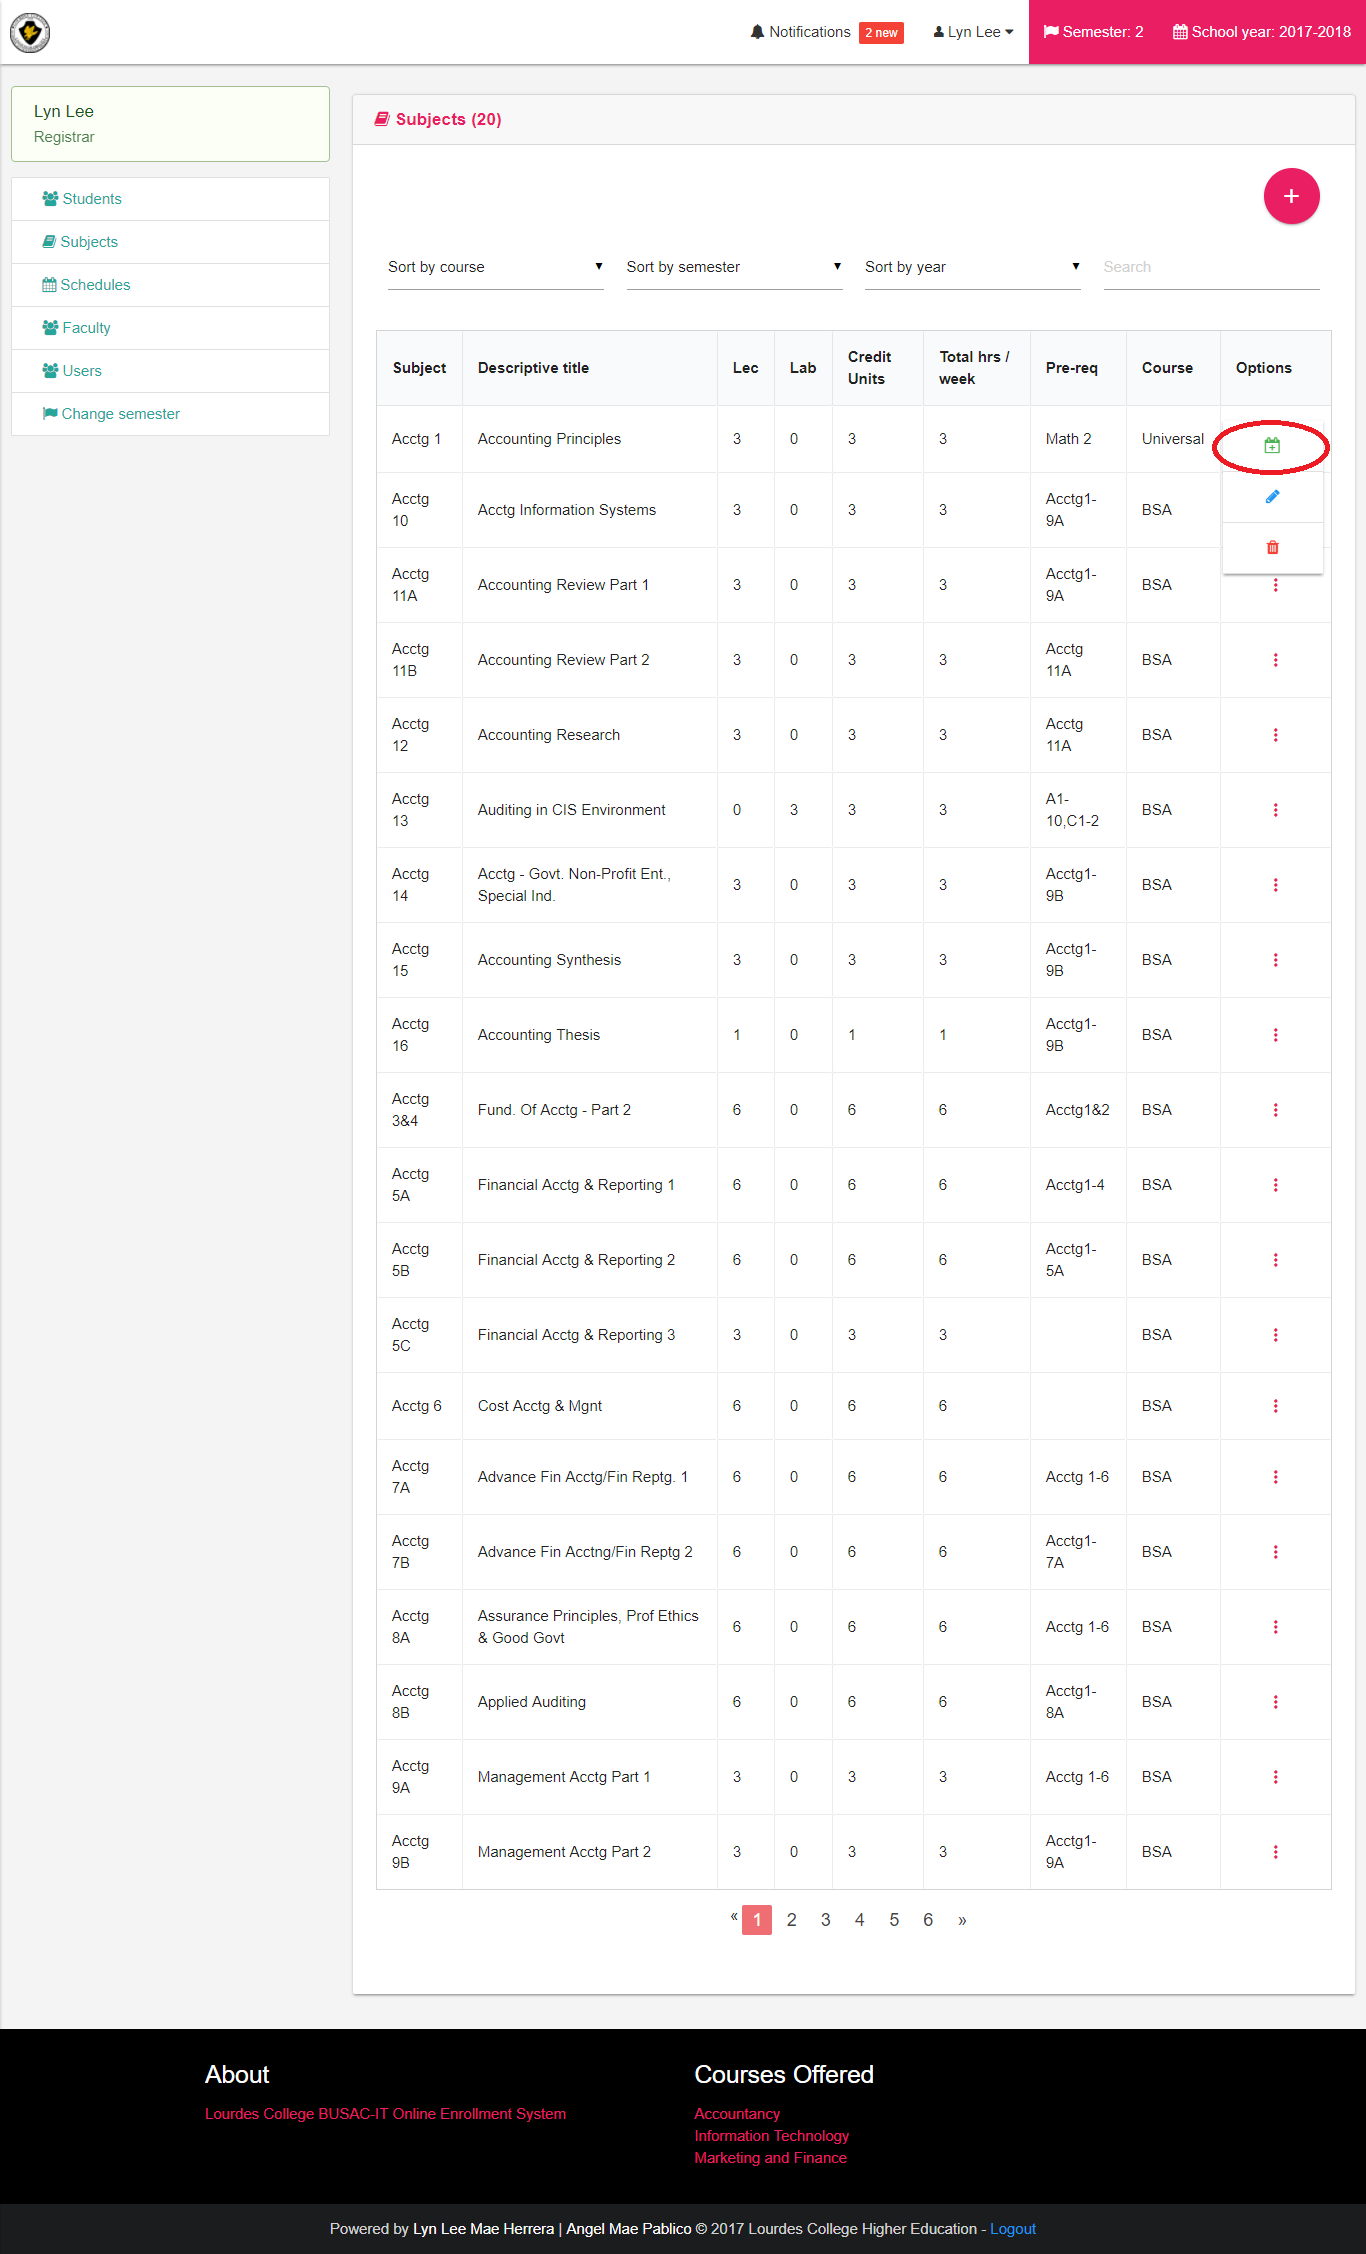 Notifications 2 new Lyn Lee Semester: 2 School year: 2017-2018
Lyn Lee
Registrar
Students
Subjects
Schedules
Faculty
Users
Change semester
Subjects (20)
+
Sort by course Sort by semester Sort by year Search
Subject Descriptive title Lec Lab Credit Units Total hrs / week Pre-req Course Options
Acctg 1 Accounting Principles 3 0 3 3 Math 2 Universal
Acctg 10 Acctg Information Systems 3 0 3 3 Acctg1-9A BSA
Acctg 11A Accounting Review Part 1 3 0 3 3 Acctg1-9A BSA
Acctg 11B Accounting Review Part 2 3 0 3 3 Acctg 11A BSA
Acctg 12 Accounting Research 3 0 3 3 Acctg 11A BSA
Acctg 13 Auditing in CIS Environment 0 3 3 3 A1-10,C1-2 BSA
Acctg 14 Acctg - Govt. Non-Profit Ent., Special Ind. 3 0 3 3 Acctg1-9B BSA
Acctg 15 Accounting Synthesis 3 0 3 3 Acctg1-9B BSA
Acctg 16 Accounting Thesis 1 0 1 1 Acctg1-9B BSA
Acctg 3&4 Fund. Of Acctg - Part 2 6 0 6 6 Acctg1&2 BSA
Acctg 5A Financial Acctg & Reporting 1 6 0 6 6 Acctg1-4 BSA
Acctg 5B Financial Acctg & Reporting 2 6 0 6 6 Acctg1-5A BSA
Acctg 5C Financial Acctg & Reporting 3 3 0 3 3 BSA
Acctg 6 Cost Acctg & Mgnt 6 0 6 6 BSA
Acctg 7A Advance Fin Acctg/Fin Reptg. 1 6 0 6 6 Acctg 1-6 BSA
Acctg 7B Advance Fin Acctng/Fin Reptg 2 6 0 6 6 Acctg1-7A BSA
Acctg 8A Assurance Principles, Prof Ethics & Good Govt 6 0 6 6 Acctg 1-6 BSA
Acctg 8B Applied Auditing 6 0 6 6 Acctg1-8A BSA
Acctg 9A Management Acctg Part 1 3 0 3 3 Acctg 1-6 BSA
Acctg 9B Management Acctg Part 2 3 0 3 3 Acctg1-9A BSA
« 1 2 3 4 5 6 »
About
Lourdes College BUSAC-IT Online Enrollment System
Courses Offered
Accountancy
Information Technology
Marketing and Finance
Powered by Lyn Lee Mae Herrera | Angel Mae Pablico © 2017 Lourdes College Higher Education - Logout